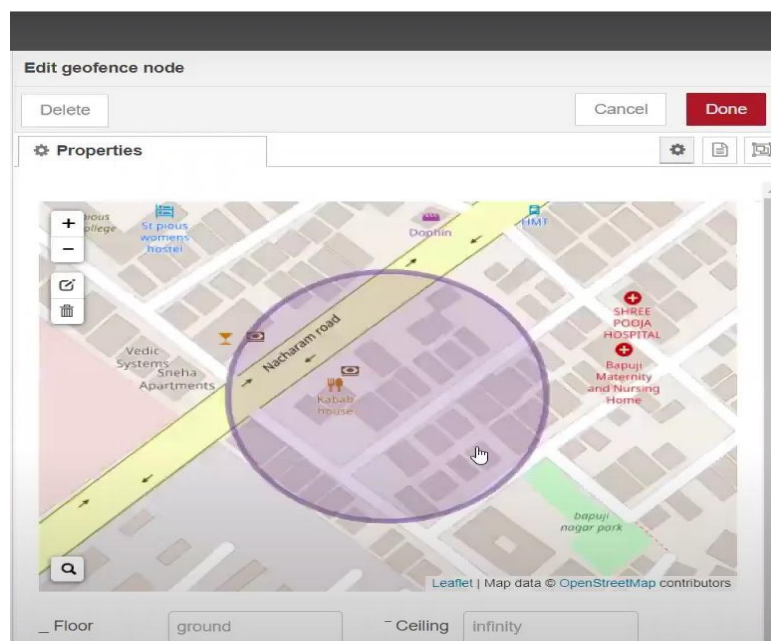 Edit geofence node
Delete
Cancel
Done
Properties
+
−
pious
college
St pious
womens
hostel
Dophin
HMT
SHREE
POOJA
HOSPITAL
Bapuji
Maternity
and Nursing
Home
Vedic
Systems
Sneha
Apartments
Nacharam road
Kabab
house
bapuji
nagar park
Leaflet | Map data © OpenStreetMap contributors
Floor
ground
Ceiling
infinity